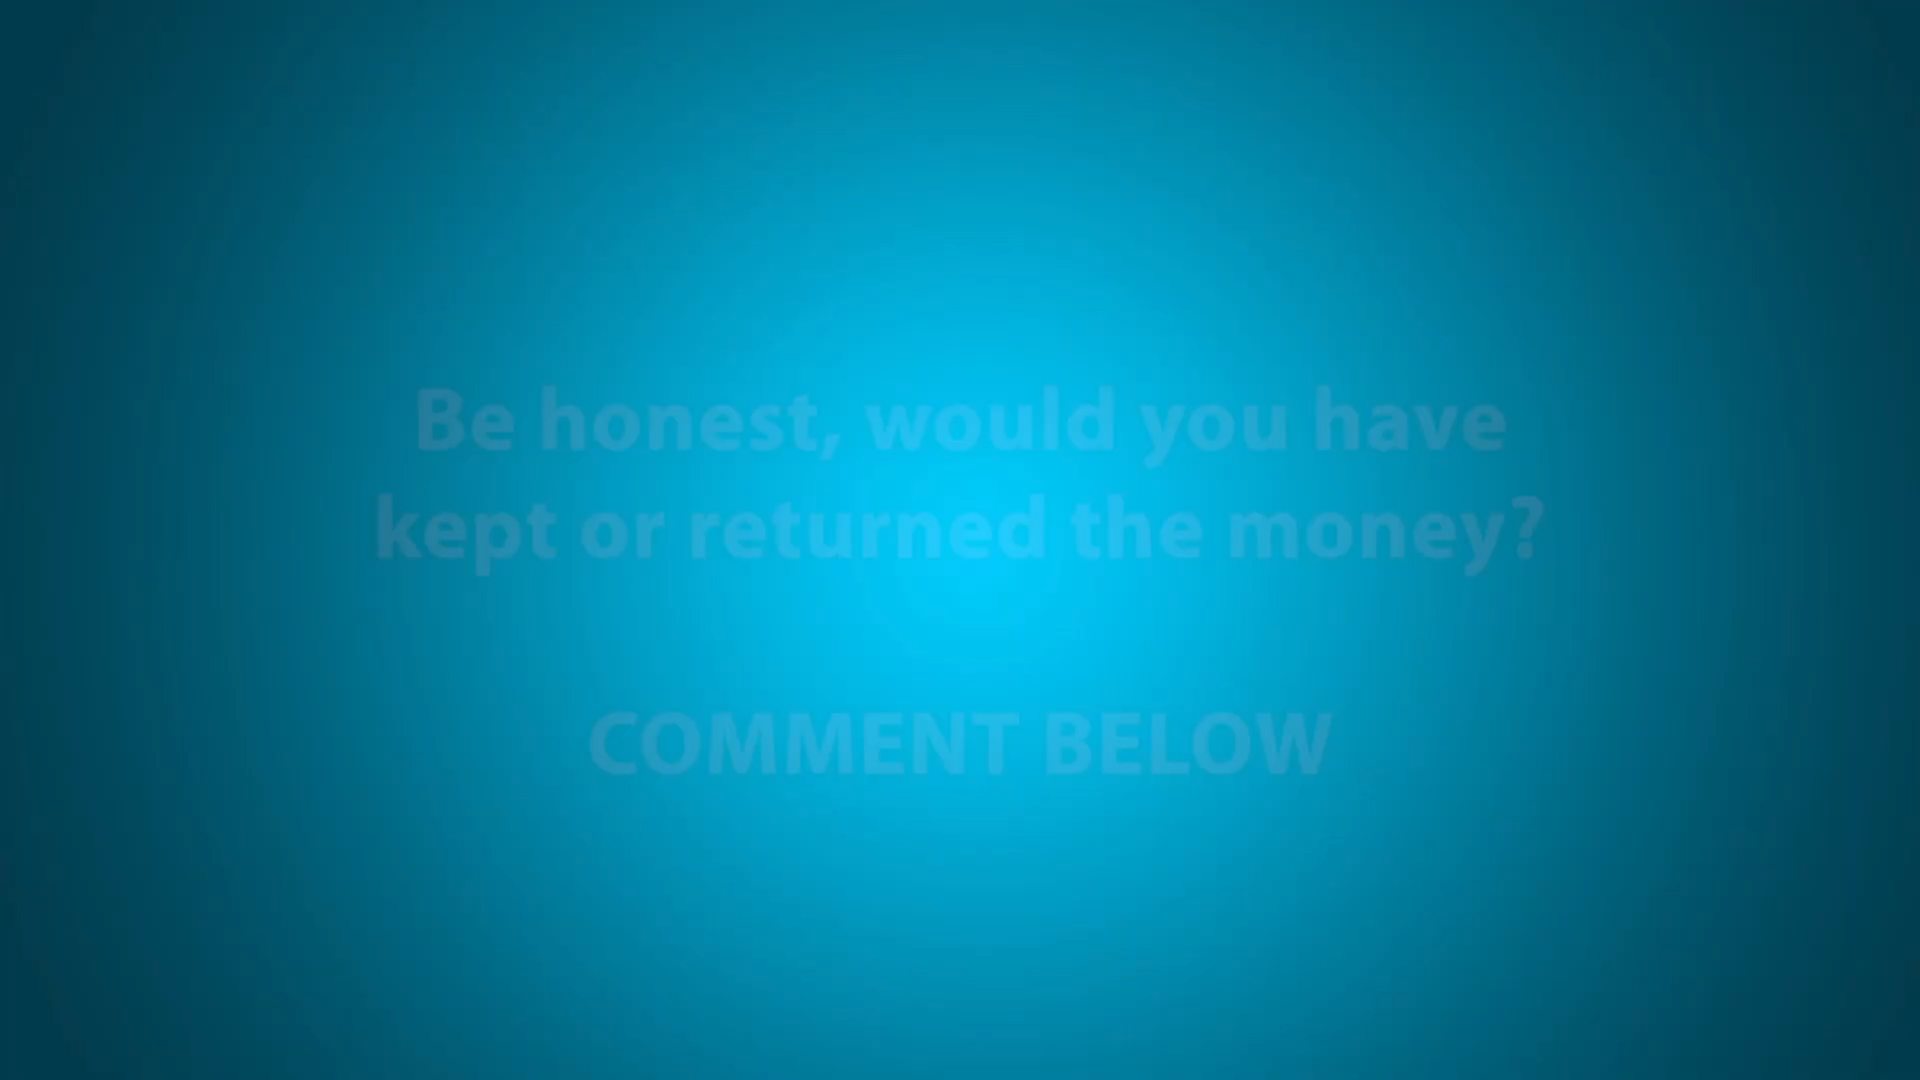 Be honest, would you have
kept or returned the money?
COMMENT BELOW